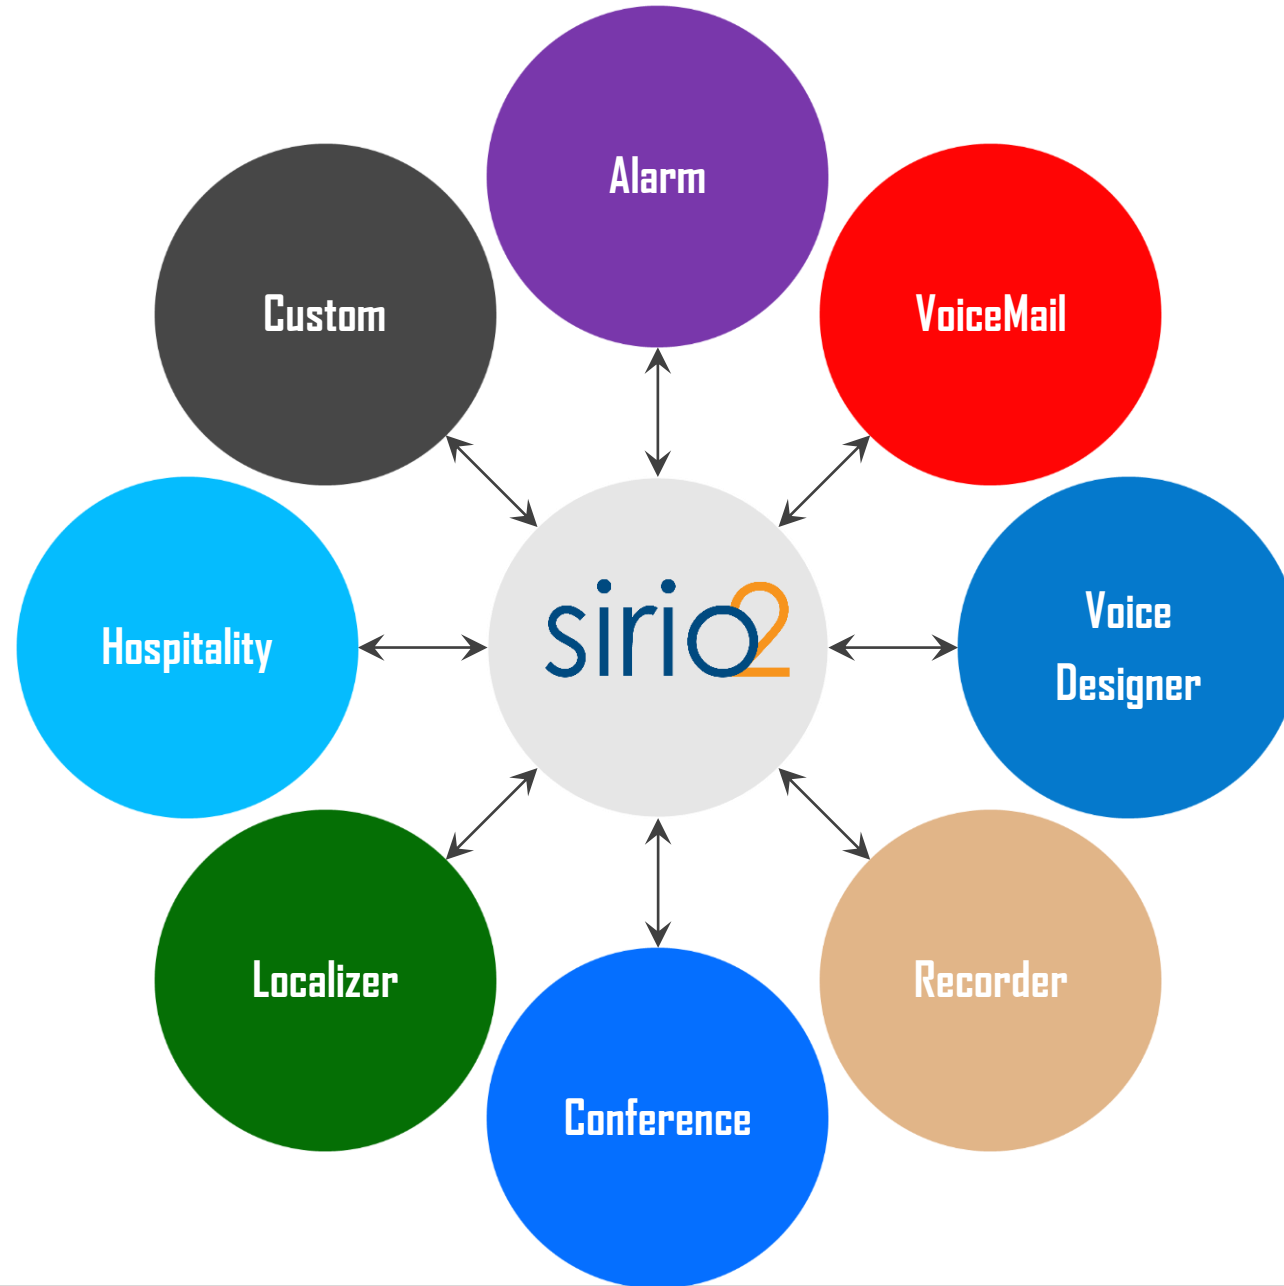 Alarm
Custom
VoiceMail
Voice
Designer
Hospitality
sirio2
Localizer
Recorder
Conference